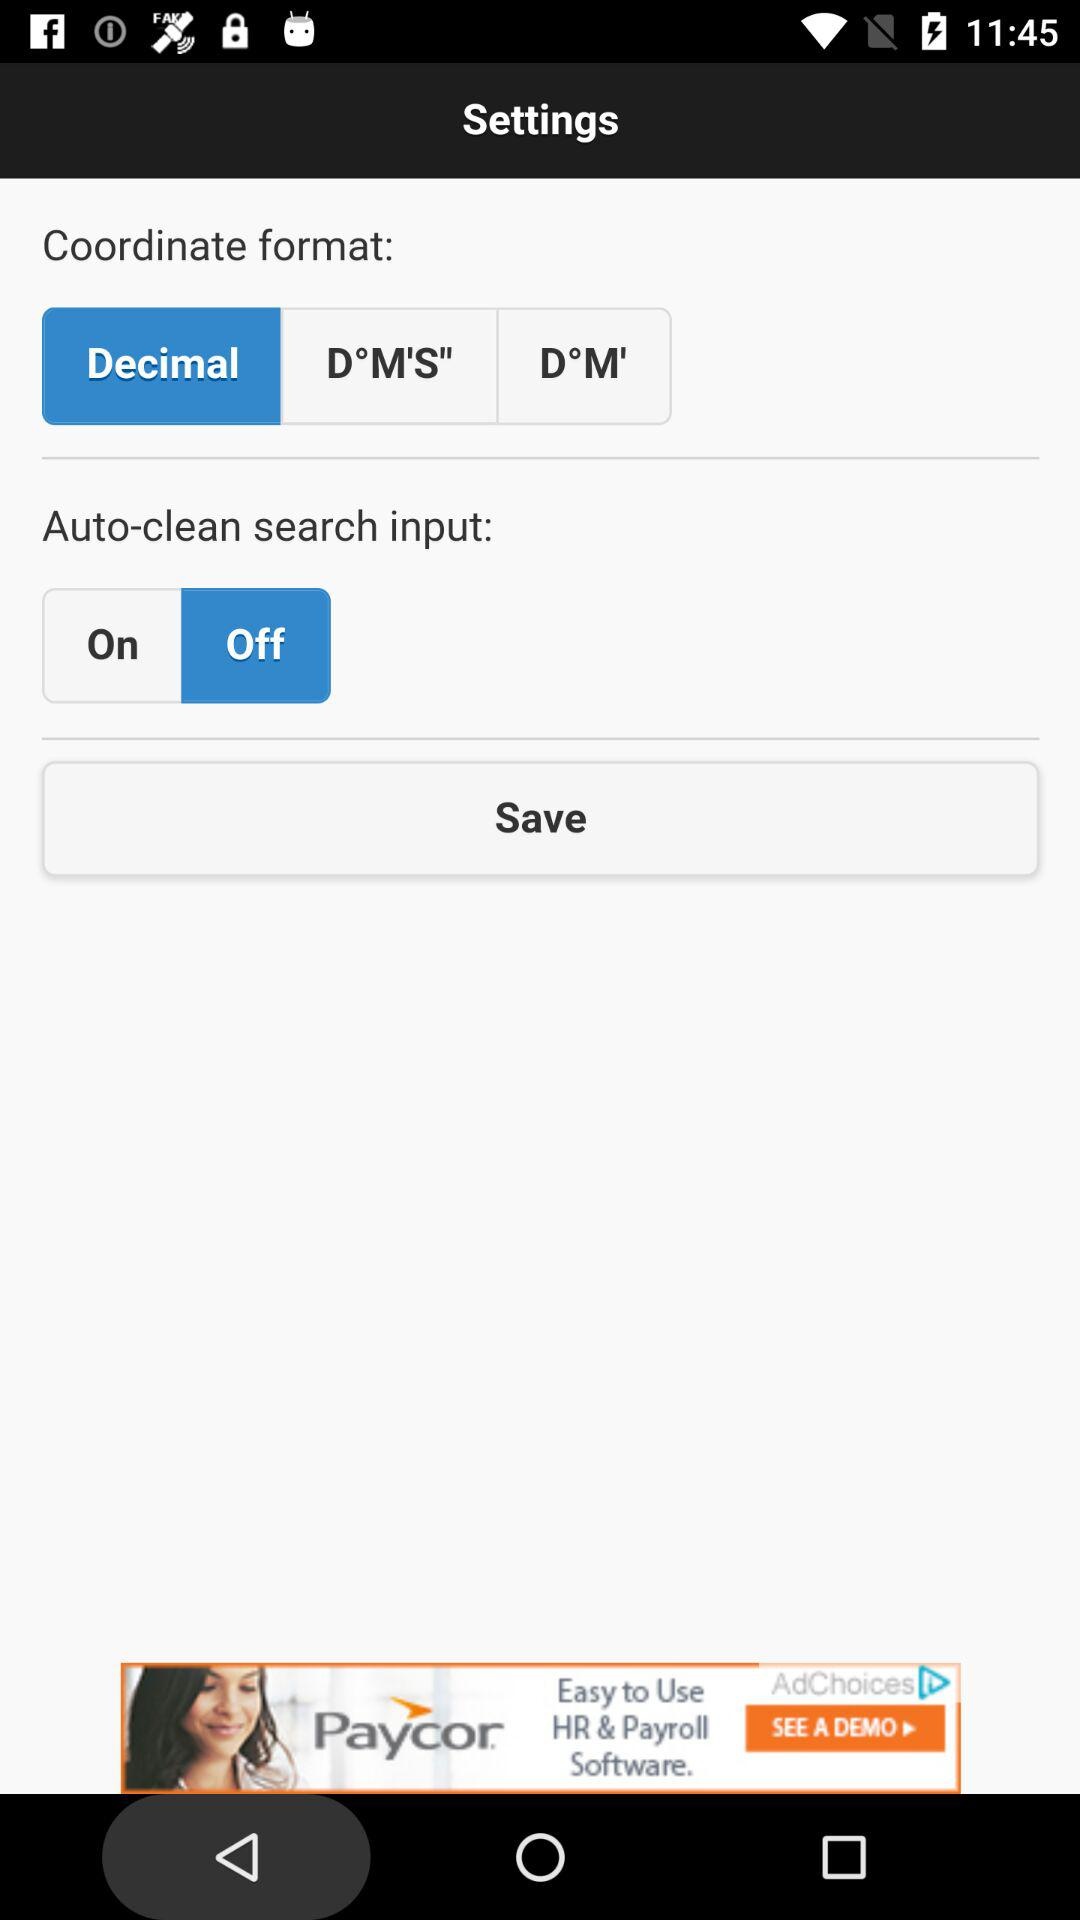 FAKE
11:45
Settings
Coordinate format:
Decimal D°M'S" D°M'
Auto-clean search input:
On Off
Save
Paycor
Easy to Use
HR & Payroll
Software.
AdChoices
SEE A DEMO